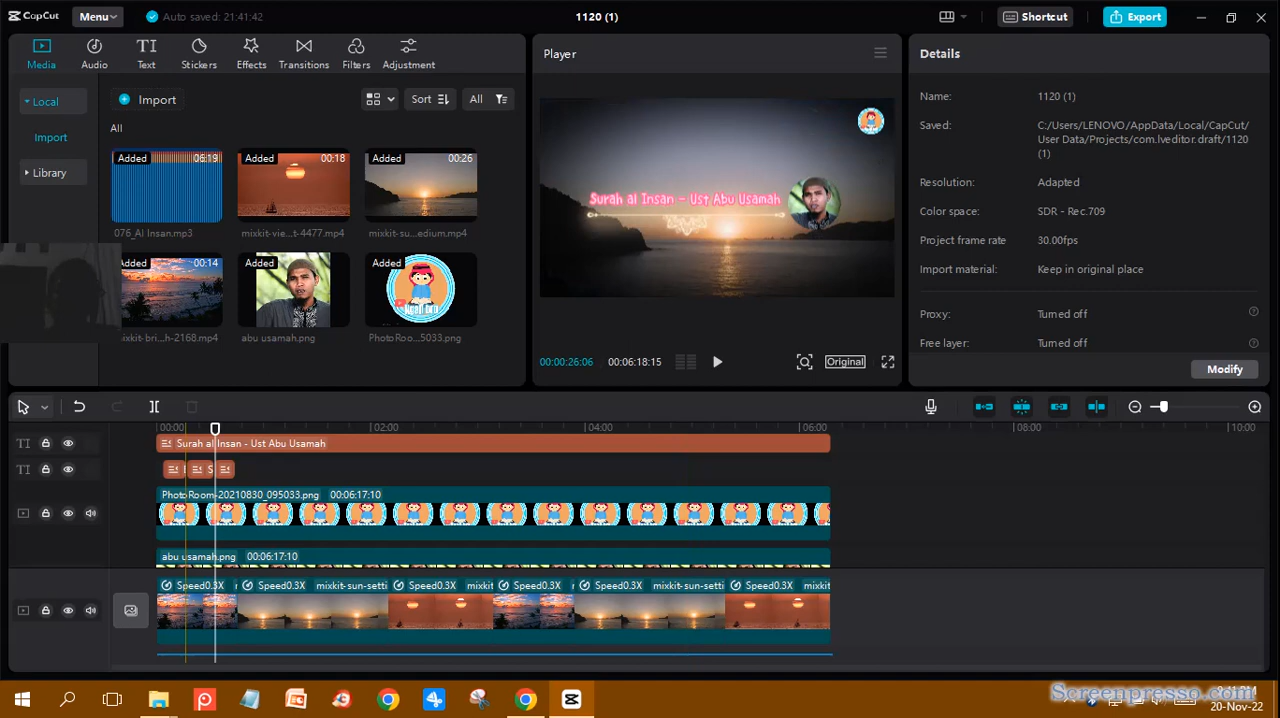 CapCut
Menu
Auto saved: 21:41:42
1120 (1)
Shortcut
Export
Media
Audio
Text
Stickers
Effects
Transitions
Filters
Adjustment
Local
Import
Library
Import
Sort
All
All
Added
06:19
076_Al Insan.mp3
Added
00:18
mixkit-vie...t-4477.mp4
Added
00:26
mixkit-su...edium.mp4
Added
00:14
mixkit-bri...h-2168.mp4
Added
abu usamah.png
Added
PhotoRoo...5033.png
Player
Surah al Insan - Ust Abu Usamah
00:00:26:06
00:06:18:15
Original
Details
Name:
1120 (1)
Saved:
C:/Users/LENOVO/AppData/Local/CapCut/
User Data/Projects/com.lveditor.draft/1120
(1)
Resolution:
Adapted
Color space:
SDR - Rec.709
Project frame rate
30.00fps
Import material:
Keep in original place
Proxy:
Turned off
Free layer:
Turned off
Modify
00:00
02:00
04:00
06:00
08:00
10:00
Surah al Insan - Ust Abu Usamah
PhotoRoom-20210830_095033.png 00:06:17:10
abu usamah.png 00:06:17:10
Speed0.3X
Speed0.3X mixkit-sun-setti
Speed0.3X mixkit
Speed0.3X
Speed0.3X mixkit-sun-setti
Speed0.3X mixkit
Screenpresso.com
20-Nov-22